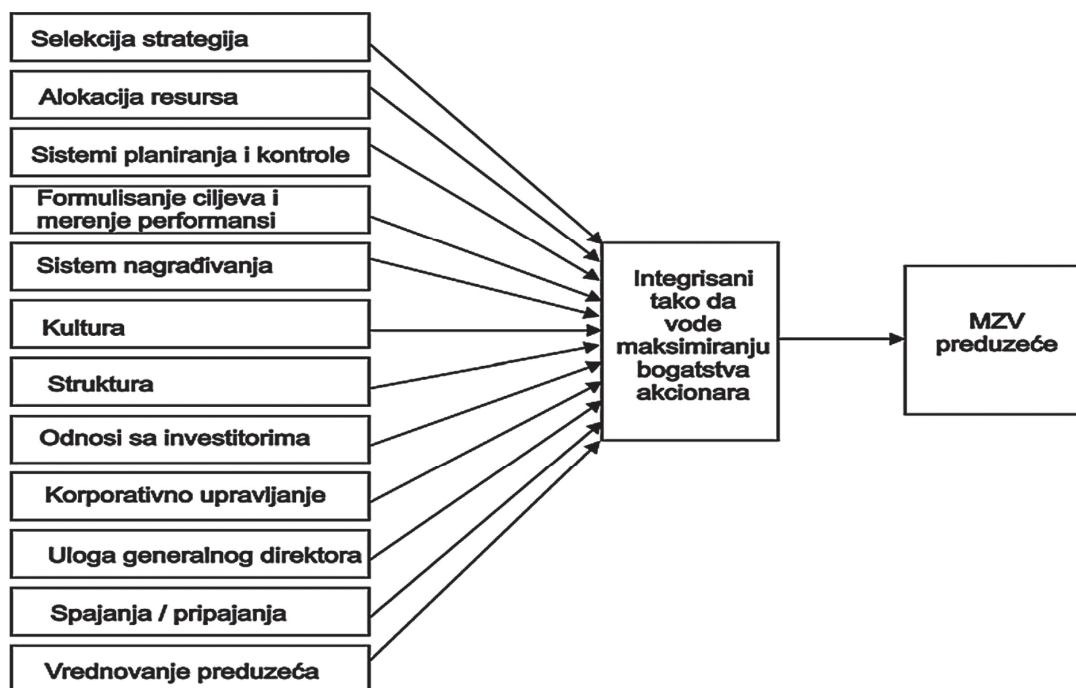 Selekcija strategija
Alokacija resursa
Sistemi planiranja i kontrole
Formulisanje ciljeva i
merenje performansi
Sistem nagrađivanja
Kultura
Struktura
Odnosi sa investitorima
Korporativno upravljanje
Uloga generalnog direktora
Spajanja / pripajanja
Vrednovanje preduzeća
Integrisani
tako da
vode
maksimiranju
bogatstva
akcionara
MZV
preduzeće